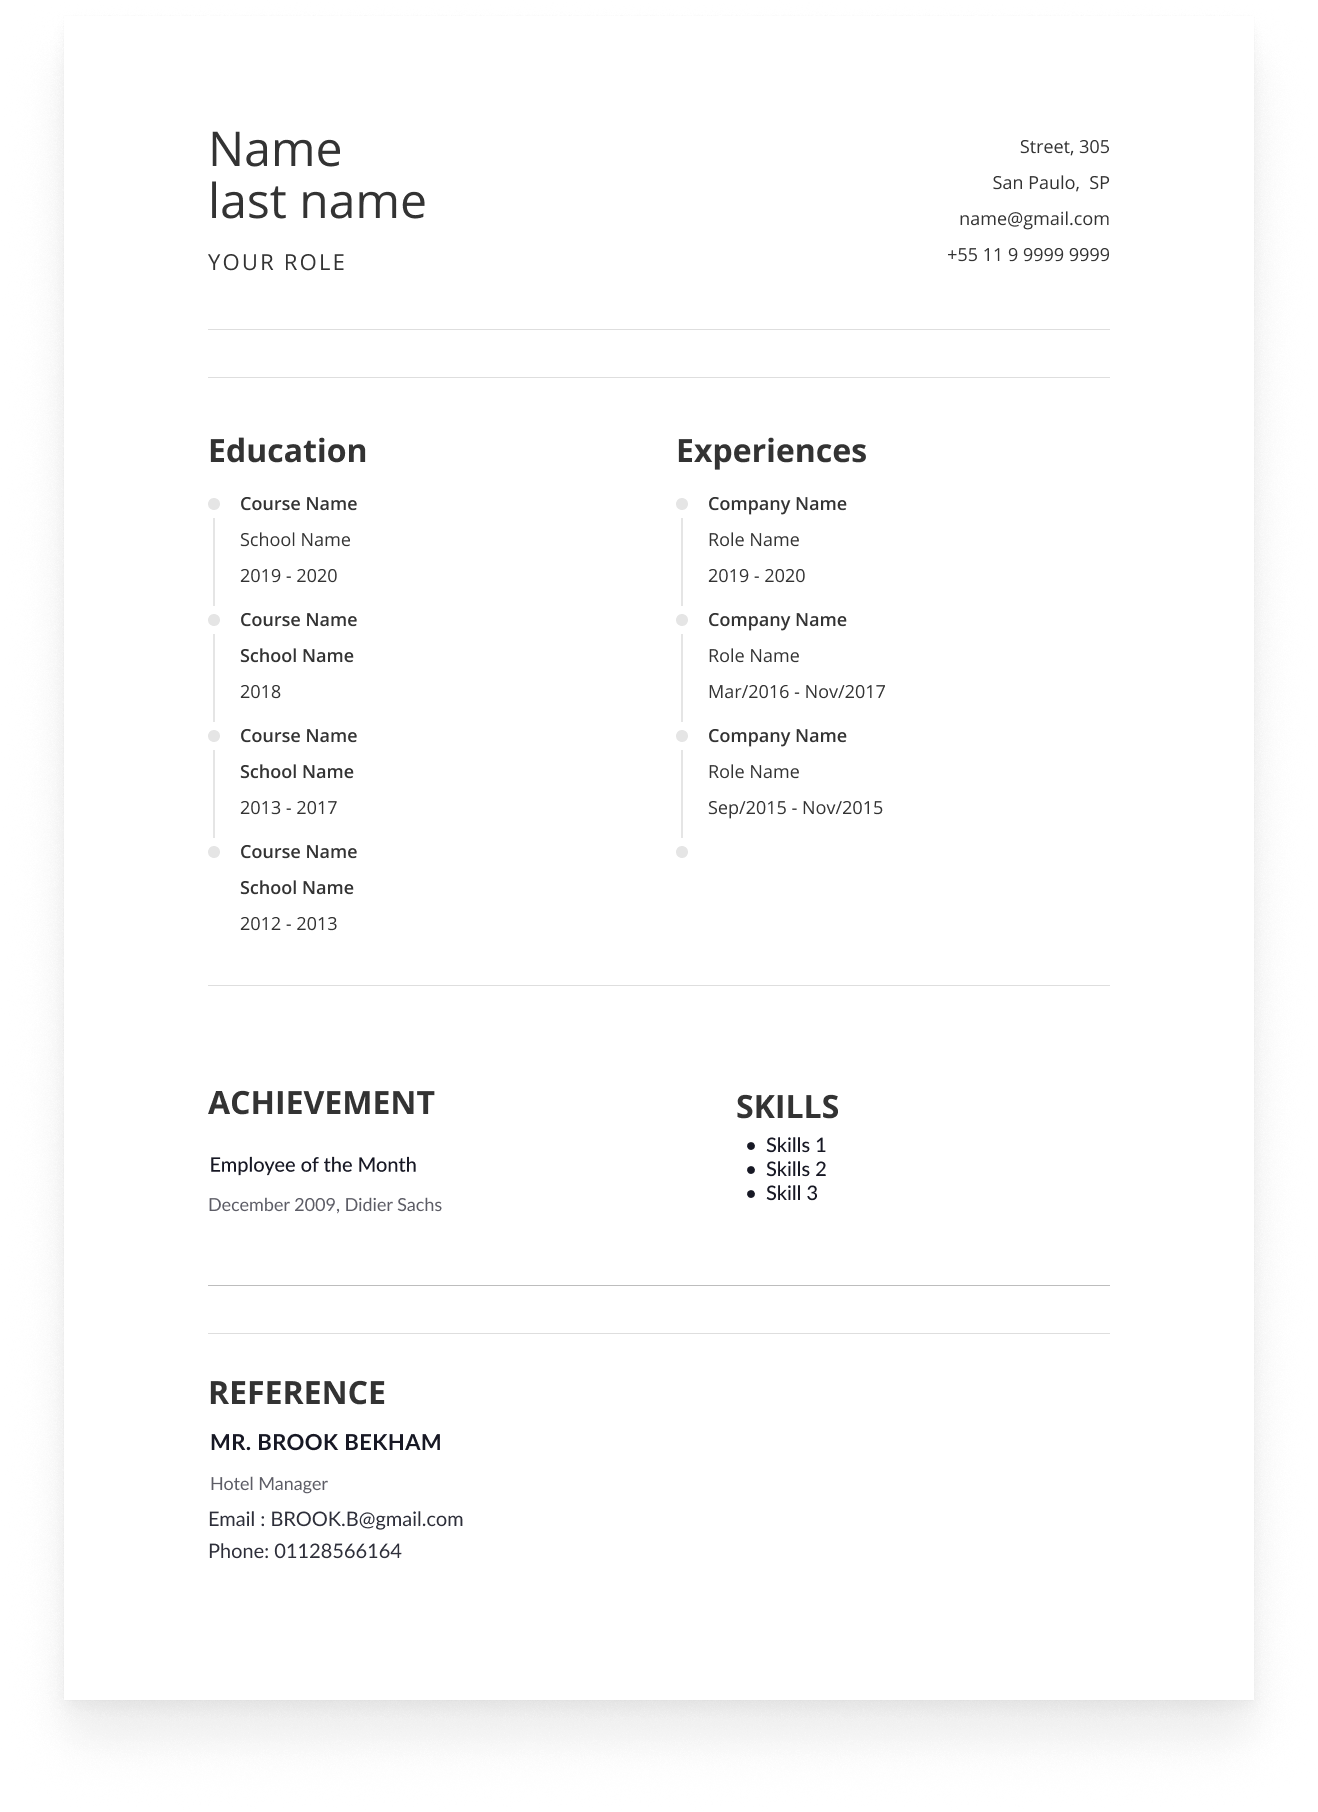 Name
last name
YOUR ROLE
Street, 305
San Paulo,  SP
name@gmail.com
+55 11 9 9999 9999
Education
Course Name
School Name
2019 - 2020
Course Name
School Name
2018
Course Name
School Name
2013 - 2017
Course Name
School Name
2012 - 2013
Experiences
Company Name
Role Name
2019 - 2020
Company Name
Role Name
Mar/2016 - Nov/2017
Company Name
Role Name
Sep/2015 - Nov/2015
ACHIEVEMENT
Employee of the Month
December 2009, Didier Sachs
SKILLS
• Skills 1
• Skills 2
• Skill 3
REFERENCE
MR. BROOK BEKHAM
Hotel Manager
Email : BROOK.B@gmail.com
Phone: 01128566164